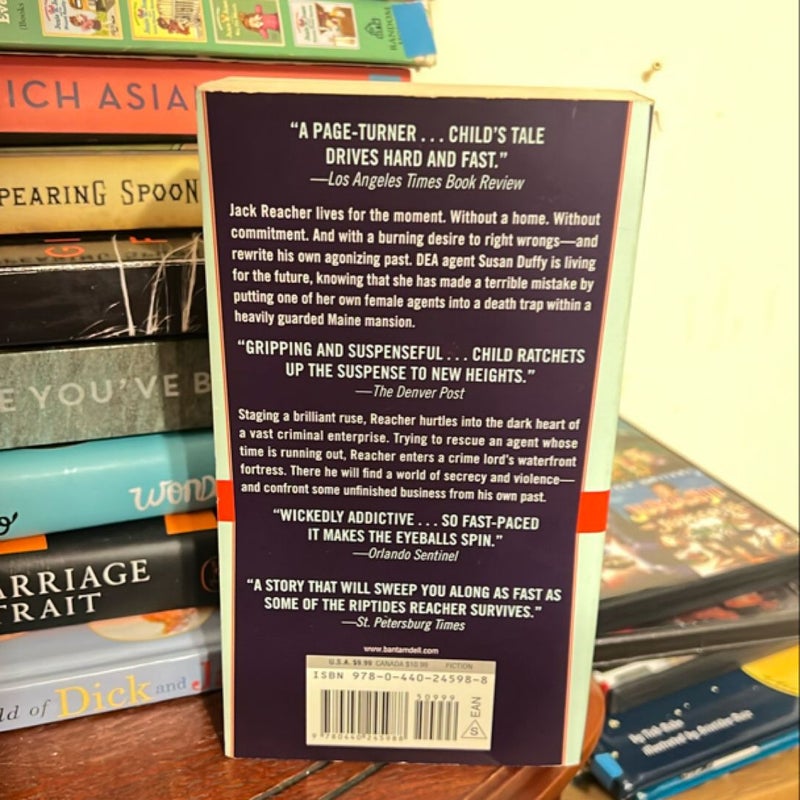 RANDOM
ICH ASIA
PEARING SPOON
E YOU'VE B
wond
ARRIAGE
TRAIT
ld of Dick and J
"A PAGE-TURNER . . . CHILD'S TALE
DRIVES HARD AND FAST."
—Los Angeles Times Book Review
Jack Reacher lives for the moment. Without a home. Without
commitment. And with a burning desire to right wrongs—and
rewrite his own agonizing past. DEA agent Susan Duffy is living
for the future, knowing that she has made a terrible mistake by
putting one of her own female agents into a death trap within a
heavily guarded Maine mansion.
"GRIPPING AND SUSPENSEFUL . . . CHILD RATCHETS
UP THE SUSPENSE TO NEW HEIGHTS."
—The Denver Post
Staging a brilliant ruse, Reacher hurtles into the dark heart of
a vast criminal enterprise. Trying to rescue an agent whose
time is running out, Reacher enters a crime lord's waterfront
fortress. There he will find a world of secrecy and violence—
and confront some unfinished business from his own past.
"WICKEDLY ADDICTIVE . . . SO FAST-PACED
IT MAKES THE EYEBALLS SPIN."
—Orlando Sentinel
"A STORY THAT WILL SWEEP YOU ALONG AS FAST AS
SOME OF THE RIPTIDES REACHER SURVIVES."
—St. Petersburg Times
www.bantamdell.com
U.S.A. $9.99 CANADA $10.99 FICTION
ISBN 978-0-440-24598-8
50999
9 780440 245988
S EAN